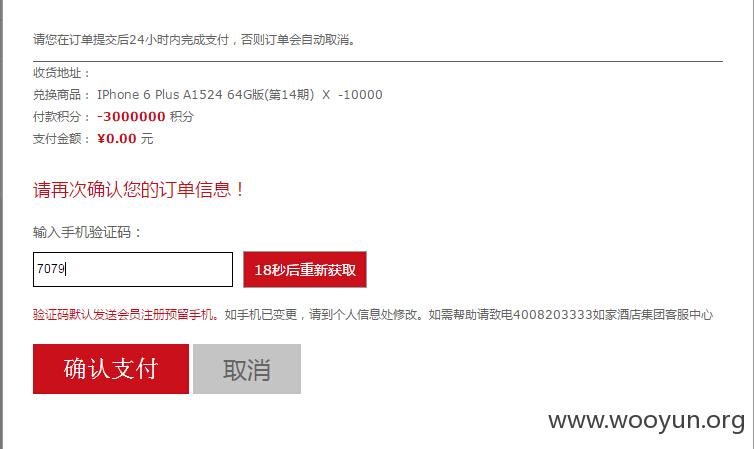 请您在订单提交后24小时内完成支付，否则订单会自动取消。
收货地址：
兑换商品： IPhone 6 Plus A1524 64G版(第14期) X -10000
付款积分： -3000000 积分
支付金额： ¥0.00 元
请再次确认您的订单信息！
输入手机验证码：
7079 18秒后重新获取
验证码默认发送会员注册预留手机。如手机已变更，请到个人信息处修改。如需帮助请致电4008203333如家酒店集团客服中心
确认支付 取消
www.wooyun.org